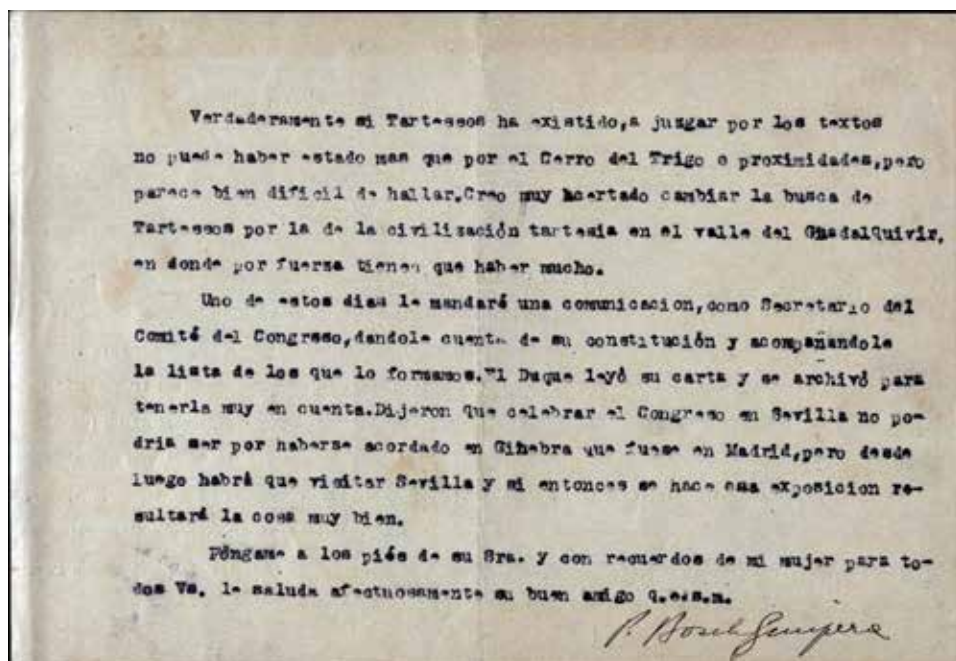 Verdaderamente si Tartessos ha existido,a juzgar por los textos
no puede haber estado mas que por el Cerro del Trigo o proximidades,pero
parece bien dificil de hallar.Creo muy acertado cambiar la busca de
Tartessos por la de la civilización tartesia en el valle del GuadalQuivir,
en donde por fuerza tienen que haber mucho.
Uno de estos dias le mandaré una comunicacion,como Secretario del
Comité del Congreso,dandole cuenta de su constitución y acompañandole
la lista de los que lo formamos.El Duque leyó su carta y se archivó para
tenerla muy en cuenta.Dijeron que celebrar el Congreso en Sevilla no po-
dria ser por haberse acordado en Ginebra que fuese en Madrid,pero desde
luego habrá que visitar Sevilla y si entonces se hace esa exposicion re-
sultará la cosa muy bien.
Póngame a los piés de su Sra. y con recuerdos de mi mujer para to-
dos Vs. le saluda afectuosamente su buen amigo q.e.s.m.
P. Bosch Gimpera